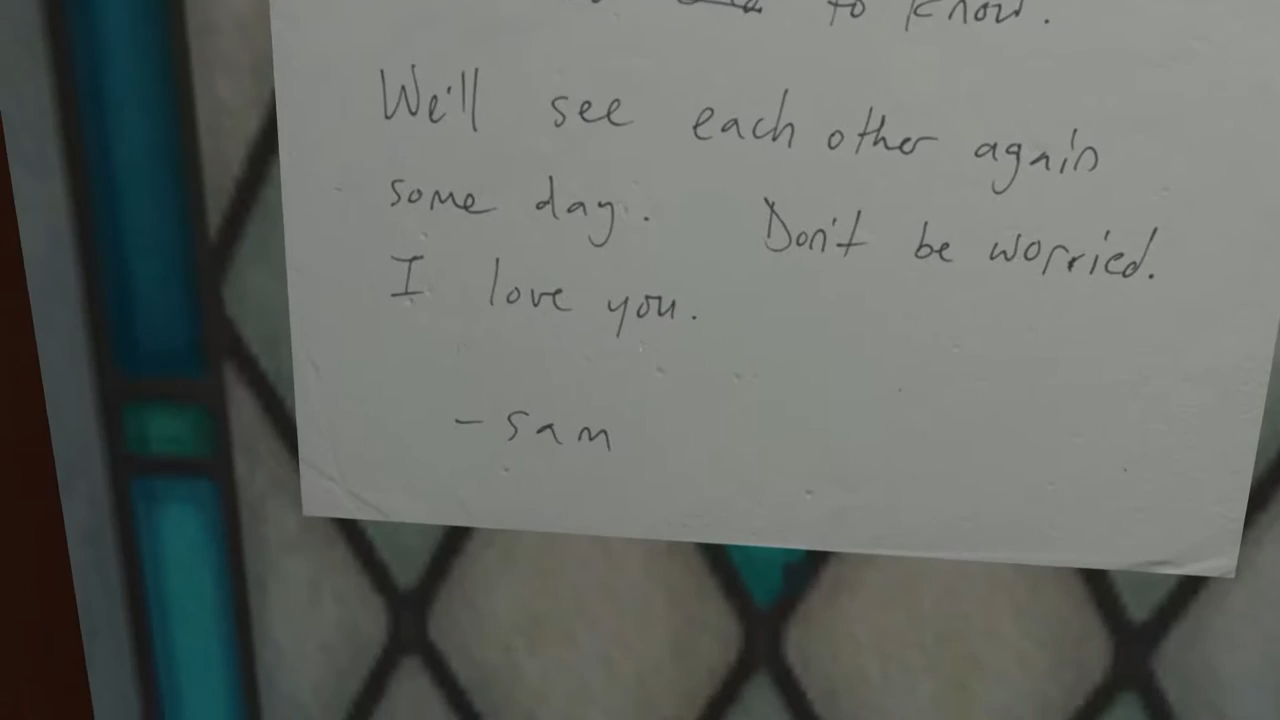 to know.
We'll see each other again
some day. Don't be worried.
I love you.
- Sam